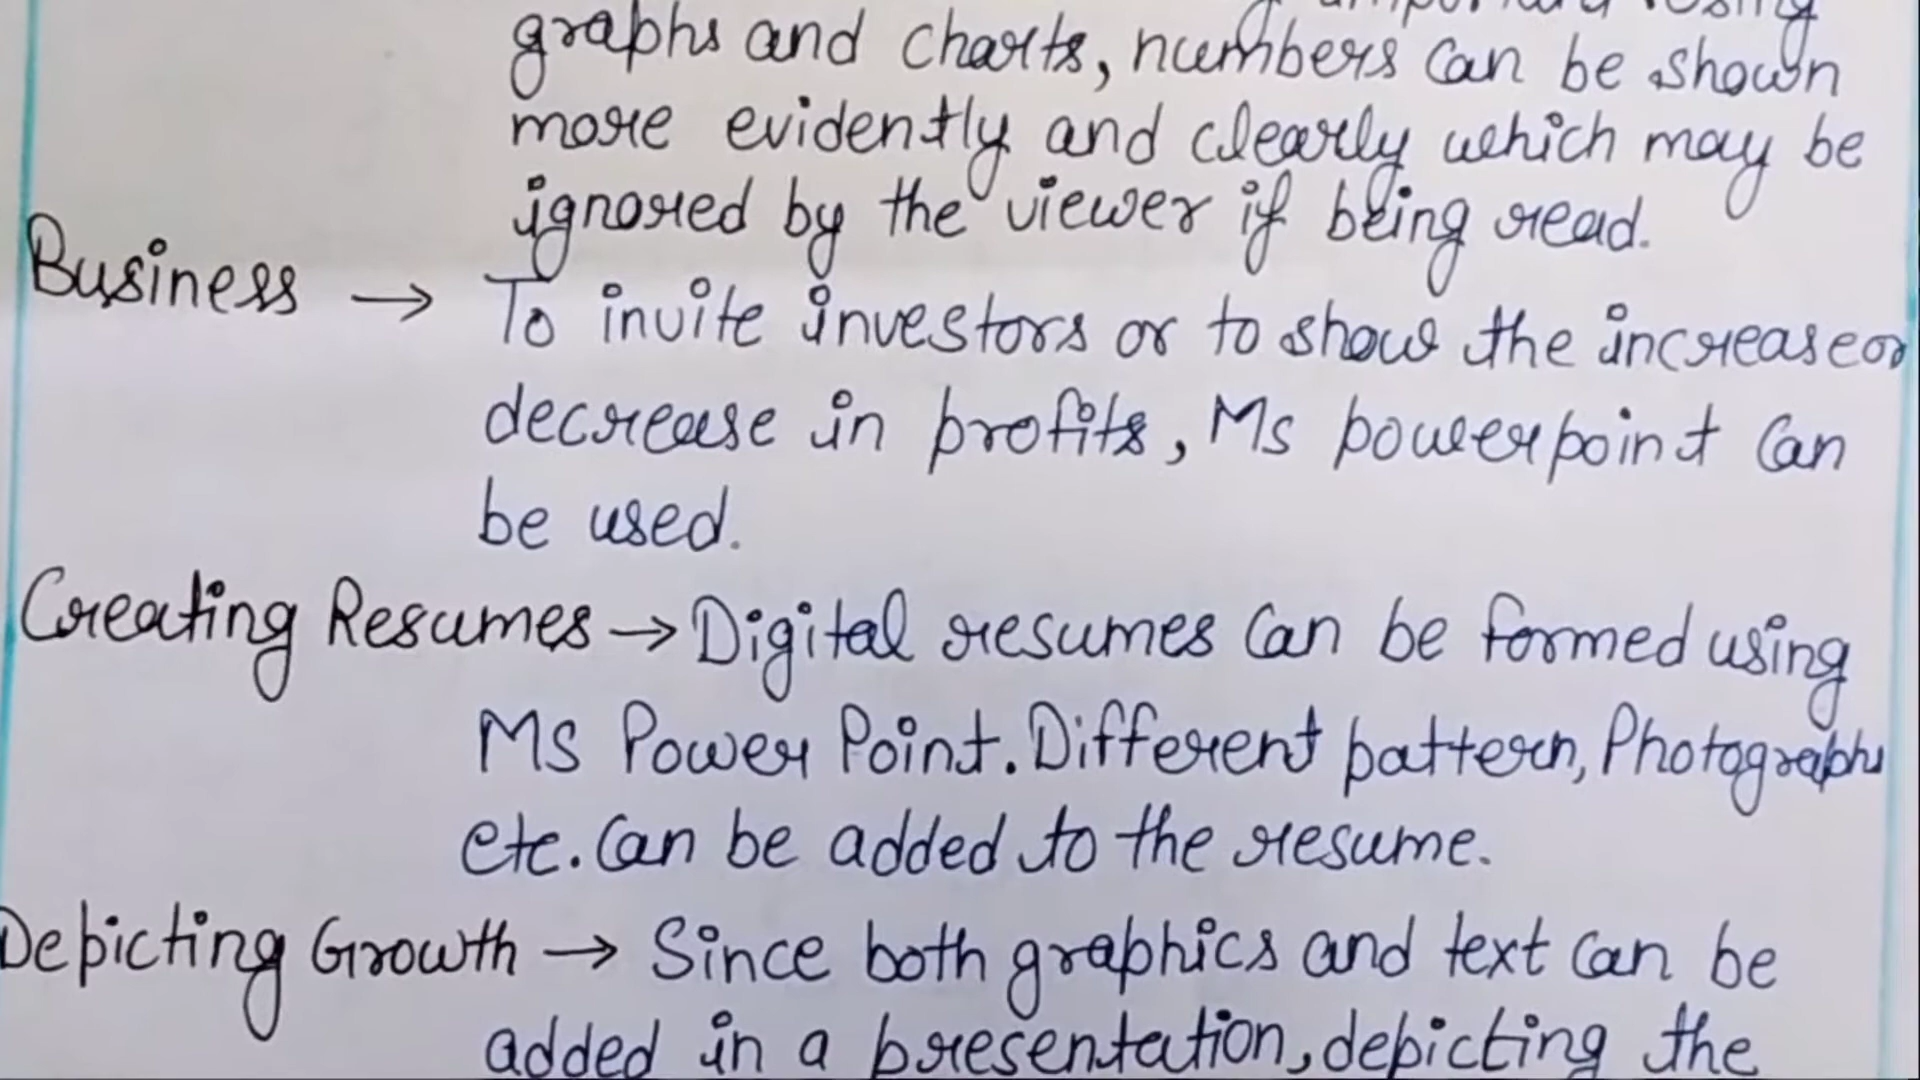 graphs and charts, numbers can be shown
more evidently and clearly which may be
ignored by the viewer if being read.
Business → To invite investors or to show the increase or
decrease in profits, Ms powerpoint can
be used.
Creating Resumes → Digital resumes can be formed using
Ms Power Point. Different pattern, Photographs
etc. can be added to the resume.
Depicting Growth → Since both graphics and text can be
added in a presentation, depicting the